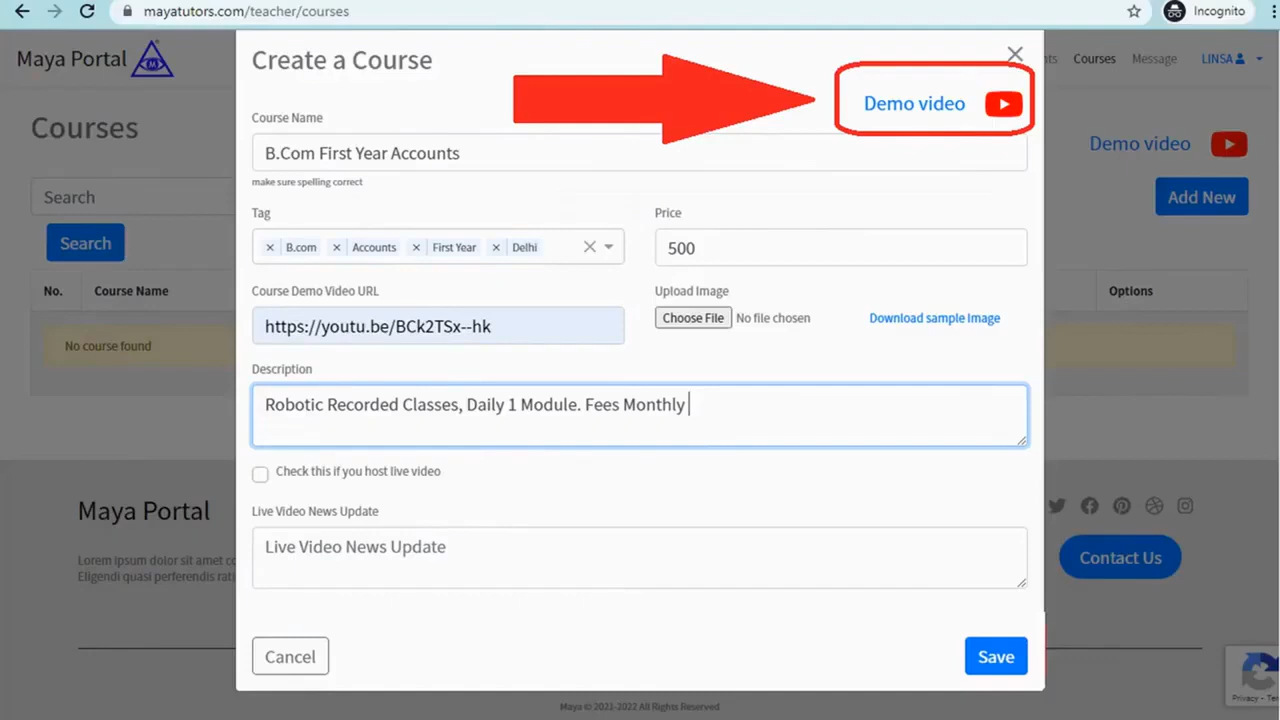 mayatutors.com/teacher/courses
Incognito
Maya Portal
M
nts Courses Message LINSA
Create a Course
Demo video
Courses
Demo video
Course Name
B.Com First Year Accounts
make sure spelling correct
Search
Add New
Tag
Price
× B.com × Accounts × First Year × Delhi
500
Search
No. Course Name
Options
Course Demo Video URL
Upload Image
https://youtu.be/BCk2TSx--hk
Choose File No file chosen
Download sample Image
No course found
Description
Robotic Recorded Classes, Daily 1 Module. Fees Monthly
Check this if you host live video
Maya Portal
Live Video News Update
Live Video News Update
Lorem ipsum dolor sit amet co
Eligendi quasi perferendis rati
Contact Us
Cancel
Save
Privacy - Ter
Maya © 2021-2022 All Rights Reserved